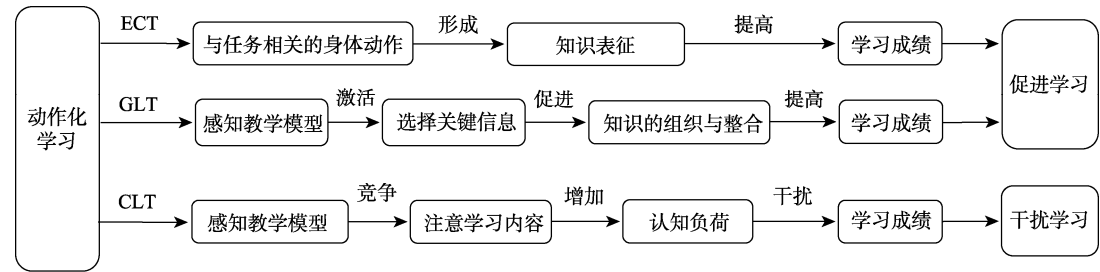 动作化
学习
ECT
与任务相关的身体动作
形成
知识表征
提高
学习成绩
促进学习
GLT
感知教学模型
激活
选择关键信息
促进
知识的组织与整合
提高
学习成绩
CLT
感知教学模型
竞争
注意学习内容
增加
认知负荷
干扰
学习成绩
干扰学习